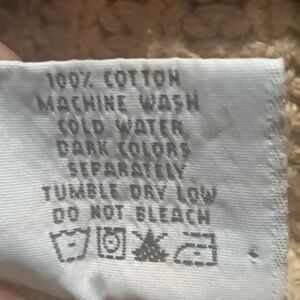 100% COTTON
MACHINE WASH
COLD WATER
DARK COLORS
SEPARATELY
TUMBLE DRY LOW
DO NOT BLEACH